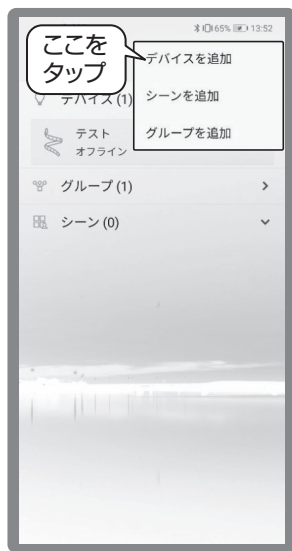 65% 13:52
ここを
タップ
デバイスを追加
デバイス (1)
シーンを追加
テスト
オフライン
グループを追加
グループ (1)
シーン (0)